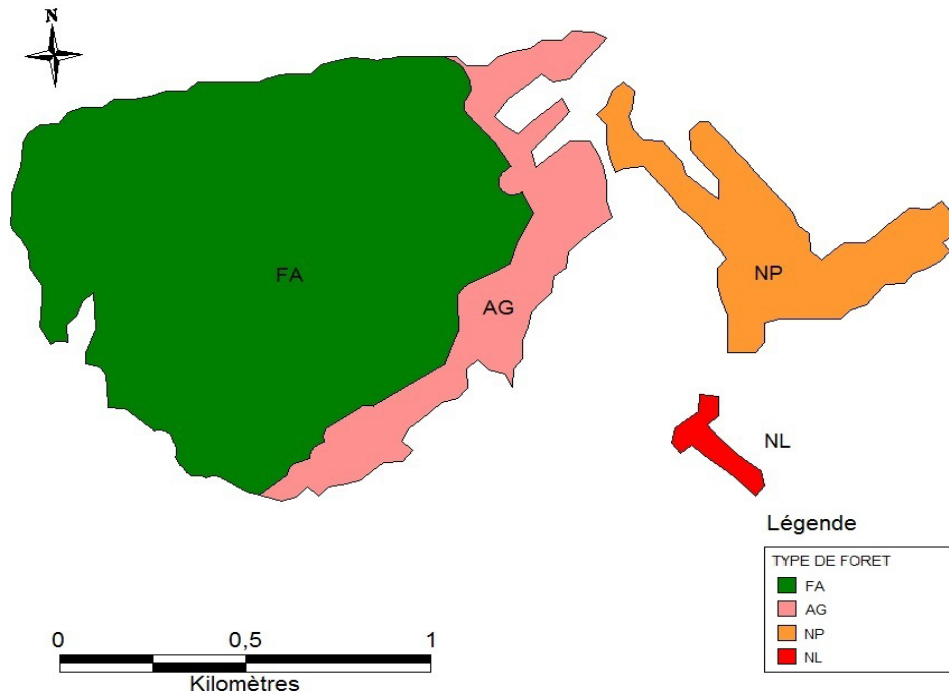 N
FA
AG
NP
NL
Légende
TYPE DE FORET
FA
AG
NP
NL
0 0,5 1
Kilomètres